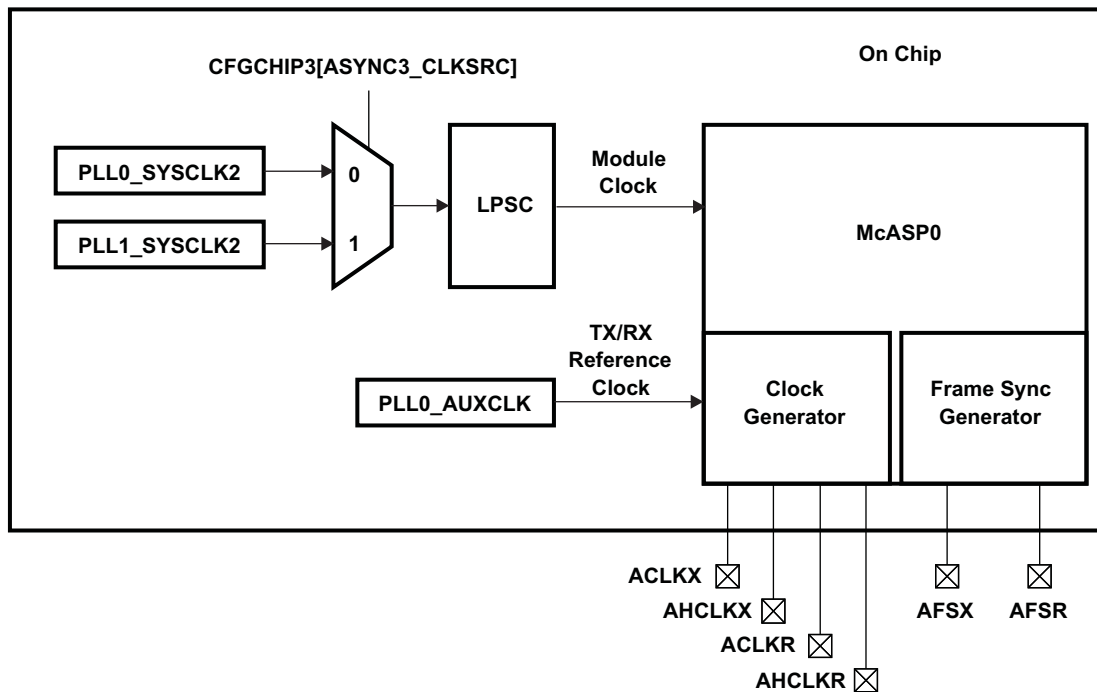 On Chip
CFGCHIP3[ASYNC3_CLKSRC]
PLL0_SYSCLK2
0
PLL1_SYSCLK2
1
LPSC
Module
Clock
McASP0
TX/RX
Reference
Clock
PLL0_AUXCLK
Clock
Generator
Frame Sync
Generator
ACLKX
AHCLKX
ACLKR
AHCLKR
AFSX
AFSR